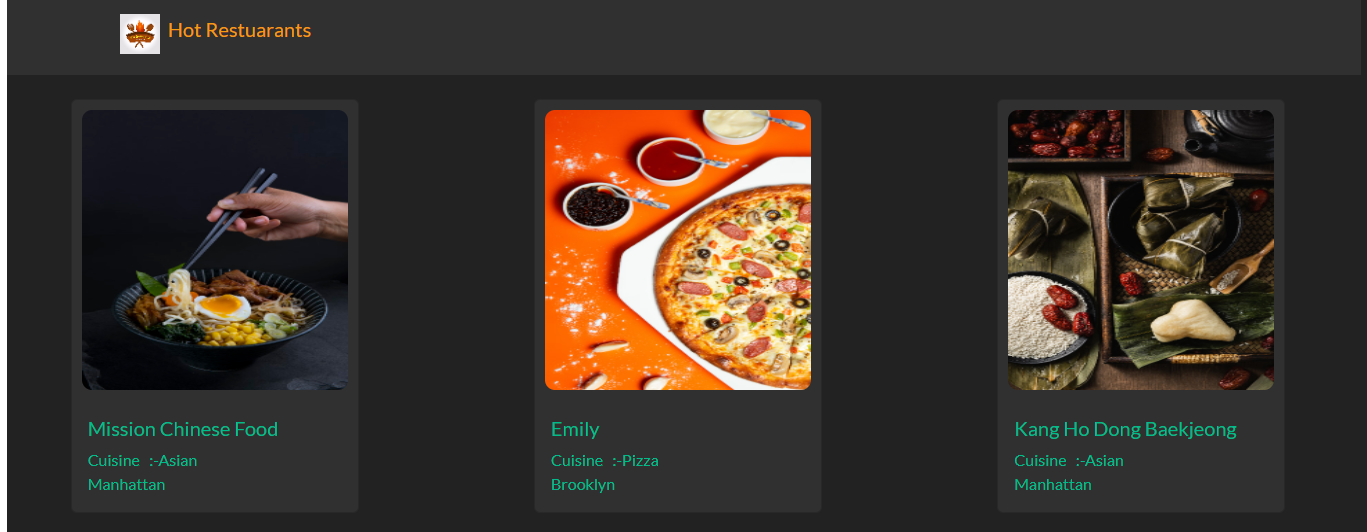 Hot Restuarants
Mission Chinese Food
Cuisine :-Asian
Manhattan
Emily
Cuisine :-Pizza
Brooklyn
Kang Ho Dong Baekjeong
Cuisine :-Asian
Manhattan